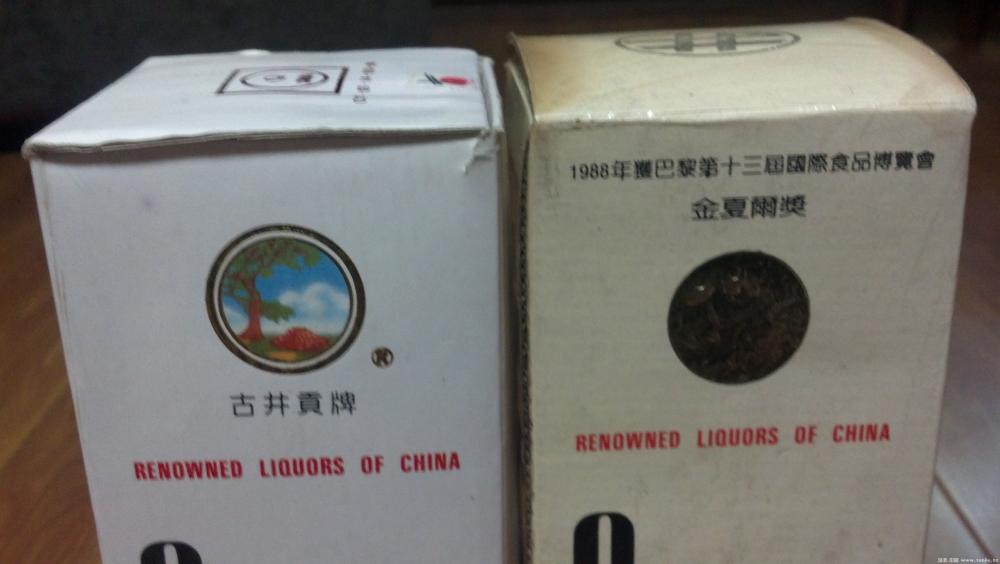 古井貢牌
RENOWNED LIQUORS OF CHINA
1988年獲巴黎第十三屆國際食品博覽會
金夏爾獎
RENOWNED LIQUORS OF CHINA